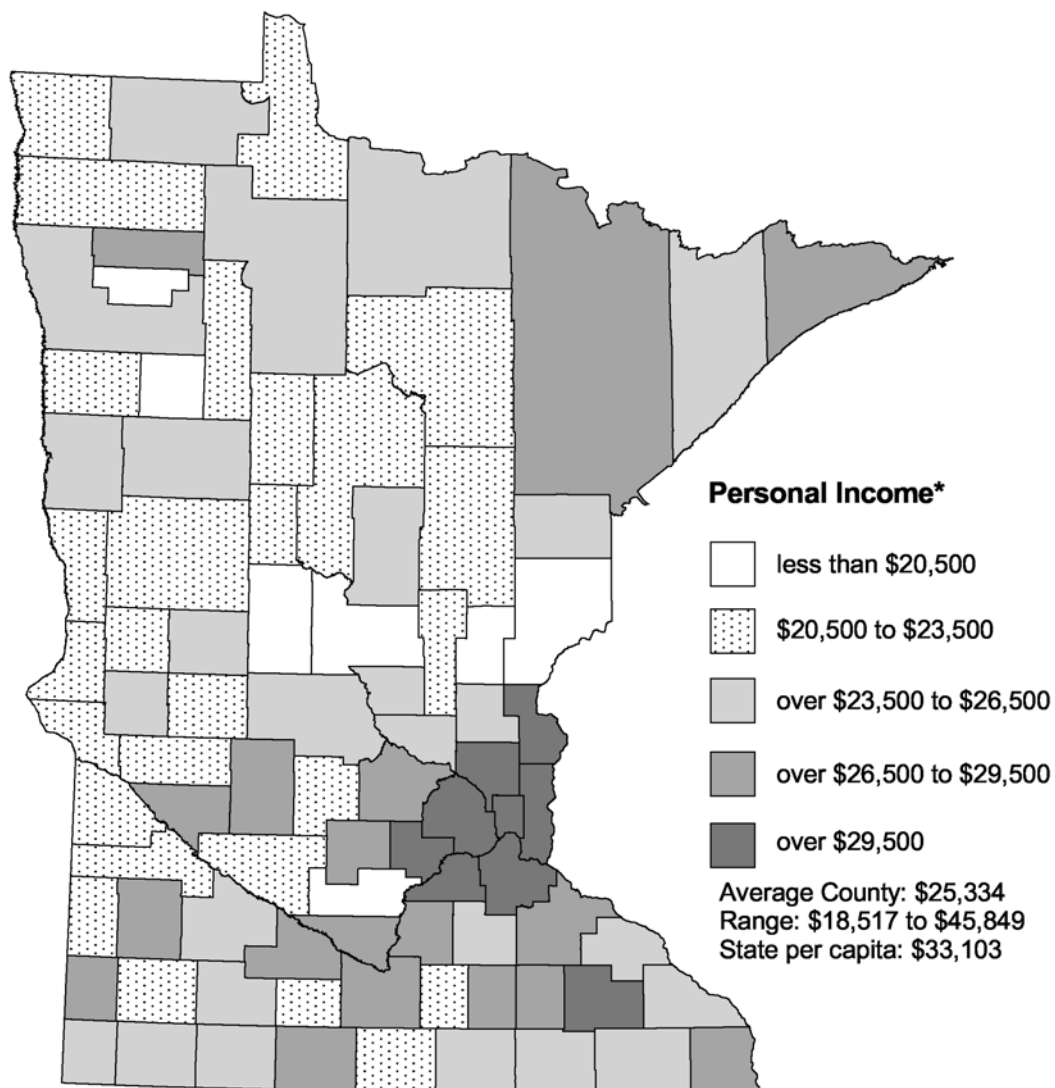 Personal Income*
less than $20,500
$20,500 to $23,500
over $23,500 to $26,500
over $26,500 to $29,500
over $29,500
Average County: $25,334
Range: $18,517 to $45,849
State per capita: $33,103